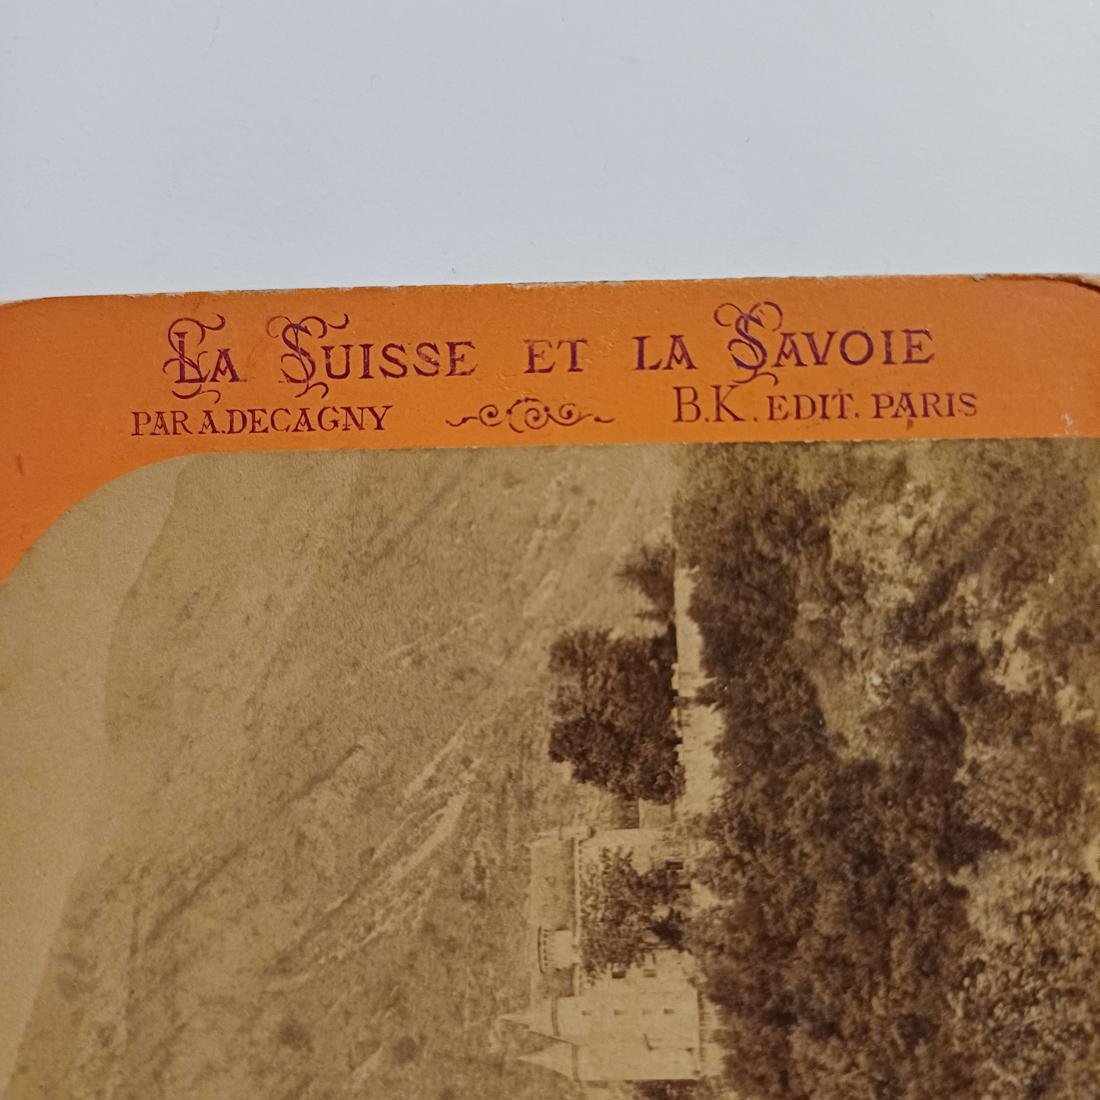 La Suisse et la Savoie
PAR A. DECAGNY
B.K. EDIT. PARIS